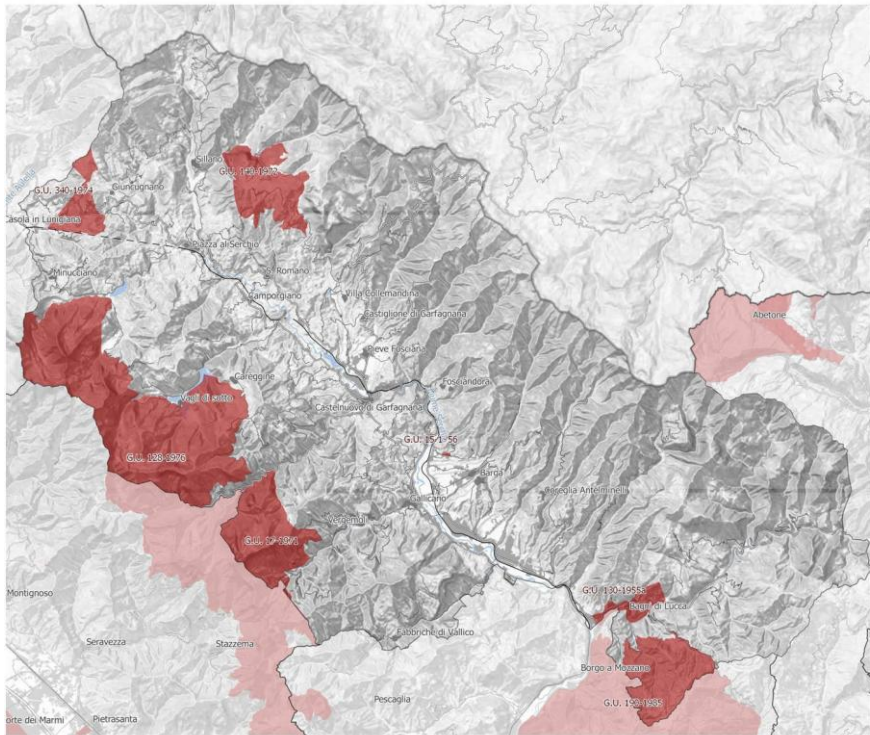 Sillano
G.U. 340-1974
Giuncugnano
Casola in Lunigiana
Piazza al Serchio
Minucciano
Romano
Camporgiano
Villa Collemandina
Castiglione di Garfagnana
Abetone
Pieve Fosciana
Careggine
Fosciandora
Vagli di sotto
Castelnuovo di Garfagnana
G.U. 128-1976
Barga
Gallicano
Coreglia Antelminelli
Vergemoli
Bagni di Lucca
Montignoso
Fabbriche di Vallico
Seravezza
Stazzema
Borgo a Mozzano
Pescaglia
Pietrasanta